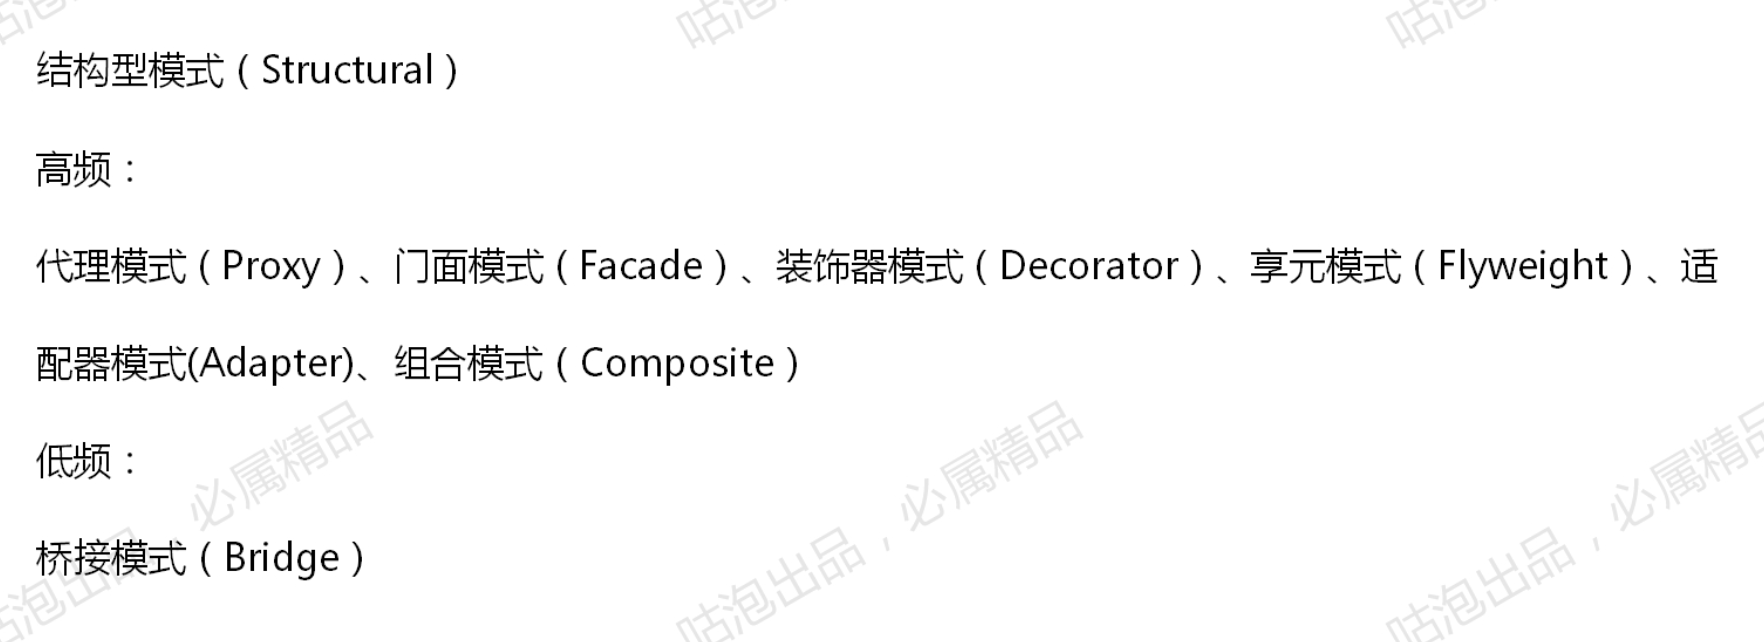 结构型模式（Structural）
高频：
代理模式（Proxy）、门面模式（Facade）、装饰器模式（Decorator）、享元模式（Flyweight）、适
配器模式(Adapter)、组合模式（Composite）
低频：
桥接模式（Bridge）
咕泡出品，必属精品
咕泡出品，必属精品
咕泡出品，必属精品